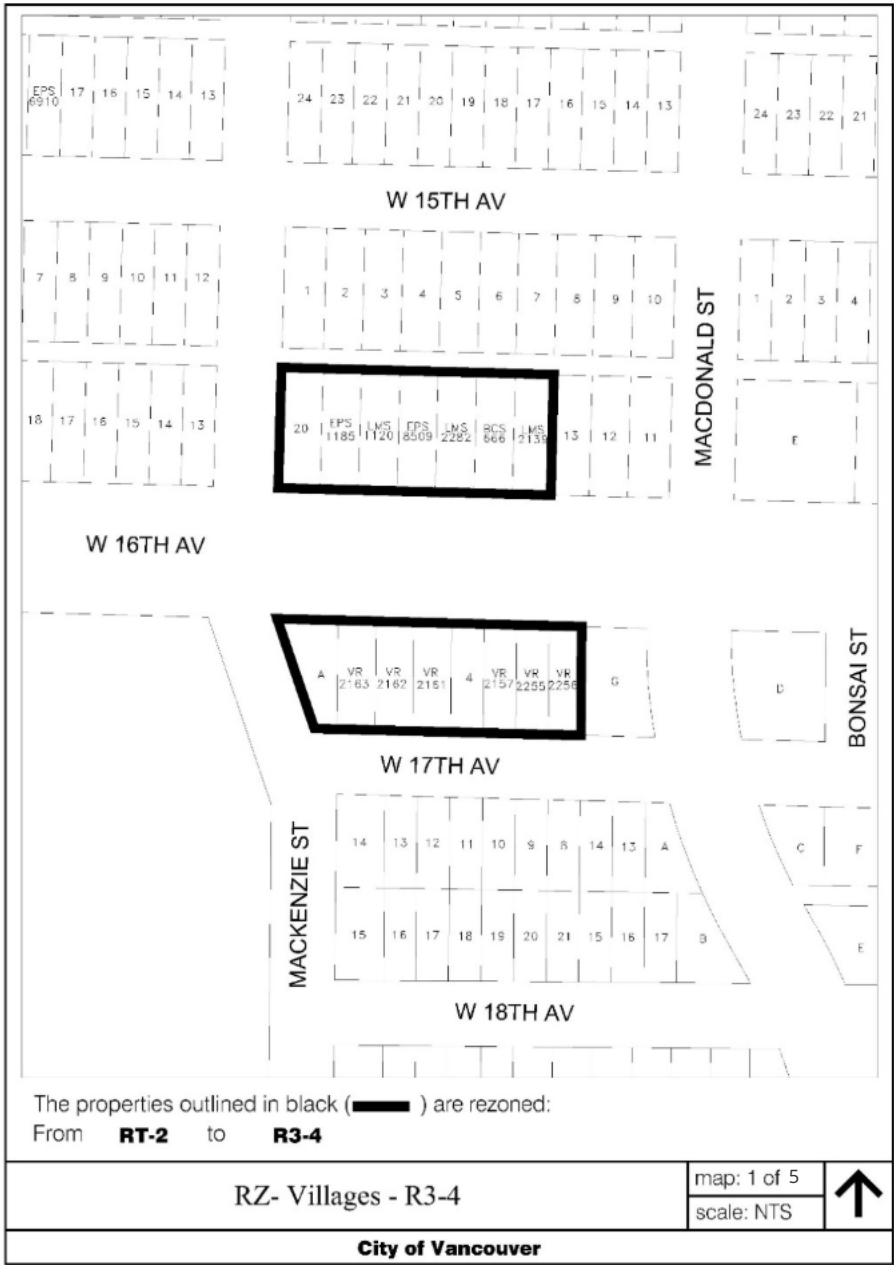 EPS 6910 17 16 15 14 13
24 23 22 21 20 19 18 17 16 15 14 13
24 23 22 21
W 15TH AV
7 8 9 10 11 12
1 2 3 4 5 6 7 8 9 10
1 2 3 4
MACDONALD ST
18 17 16 15 14 13
20 EPS 1185 LMS 1120 EPS 8509 LMS 2282 BCS 666 LMS 2139 13 12 11
E
W 16TH AV
A VR 2163 VR 2162 VR 2151 4 VR 2157 VR 2255 VR 2256 G
D
BONSAI ST
W 17TH AV
MACKENZIE ST
14 13 12 11 10 9 8 14 13 A
C F
15 16 17 18 19 20 21 15 16 17 B
E
W 18TH AV
The properties outlined in black ( ) are rezoned:
From RT-2 to R3-4
RZ- Villages - R3-4
map: 1 of 5
scale: NTS
City of Vancouver